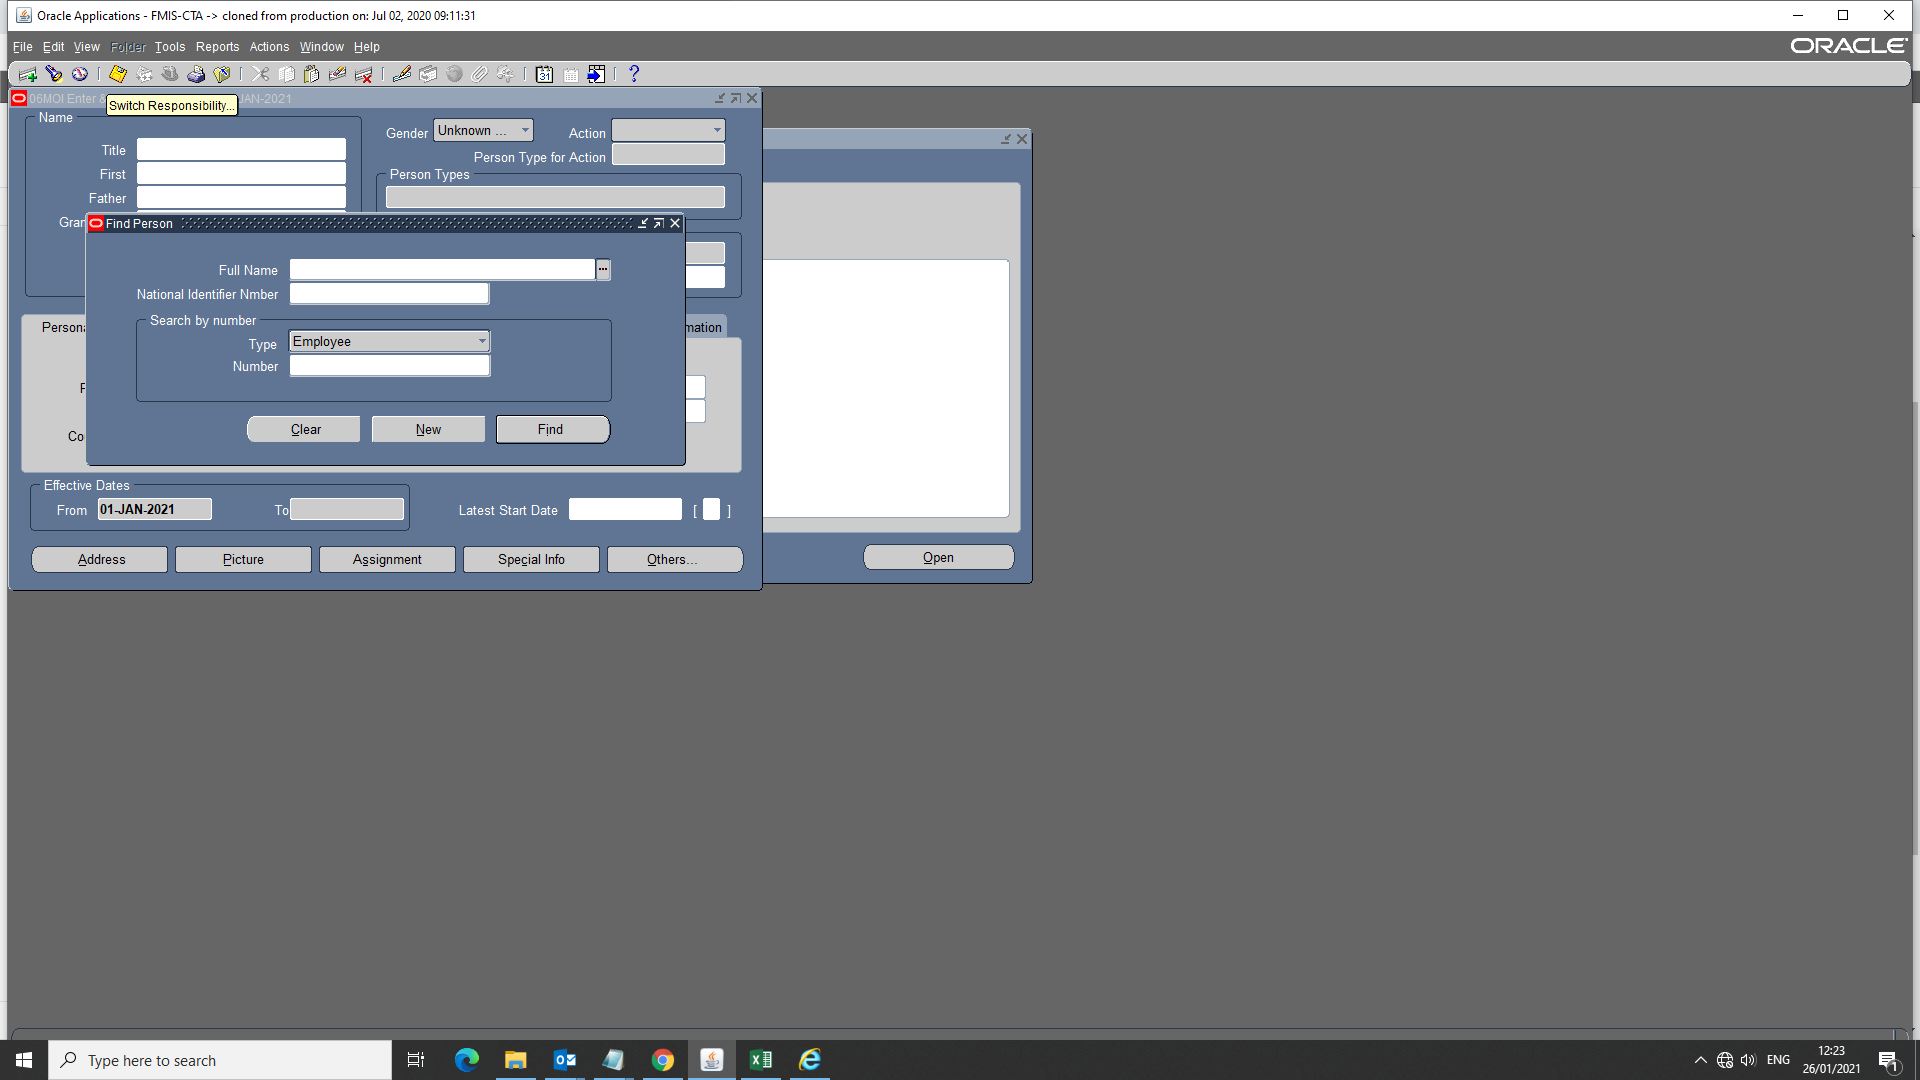 Oracle Applications - FMIS-CTA -> cloned from production on: Jul 02, 2020 09:11:31
File Edit View Folder Tools Reports Actions Window Help
ORACLE
06MOI Enter & JAN-2021
Switch Responsibility...
Name
Title
First
Father
Gran
Gender Unknown ...
Action
Person Type for Action
Person Types
Find Person
Full Name
...
National Identifier Nmber
Search by number
Type Employee
Number
Clear New Find
Persona
mation
F
Co
Effective Dates
From 01-JAN-2021 To
Latest Start Date [ ]
Address Picture Assignment Special Info Others...
Open
31
?
Type here to search
ENG
12:23
26/01/2021
1